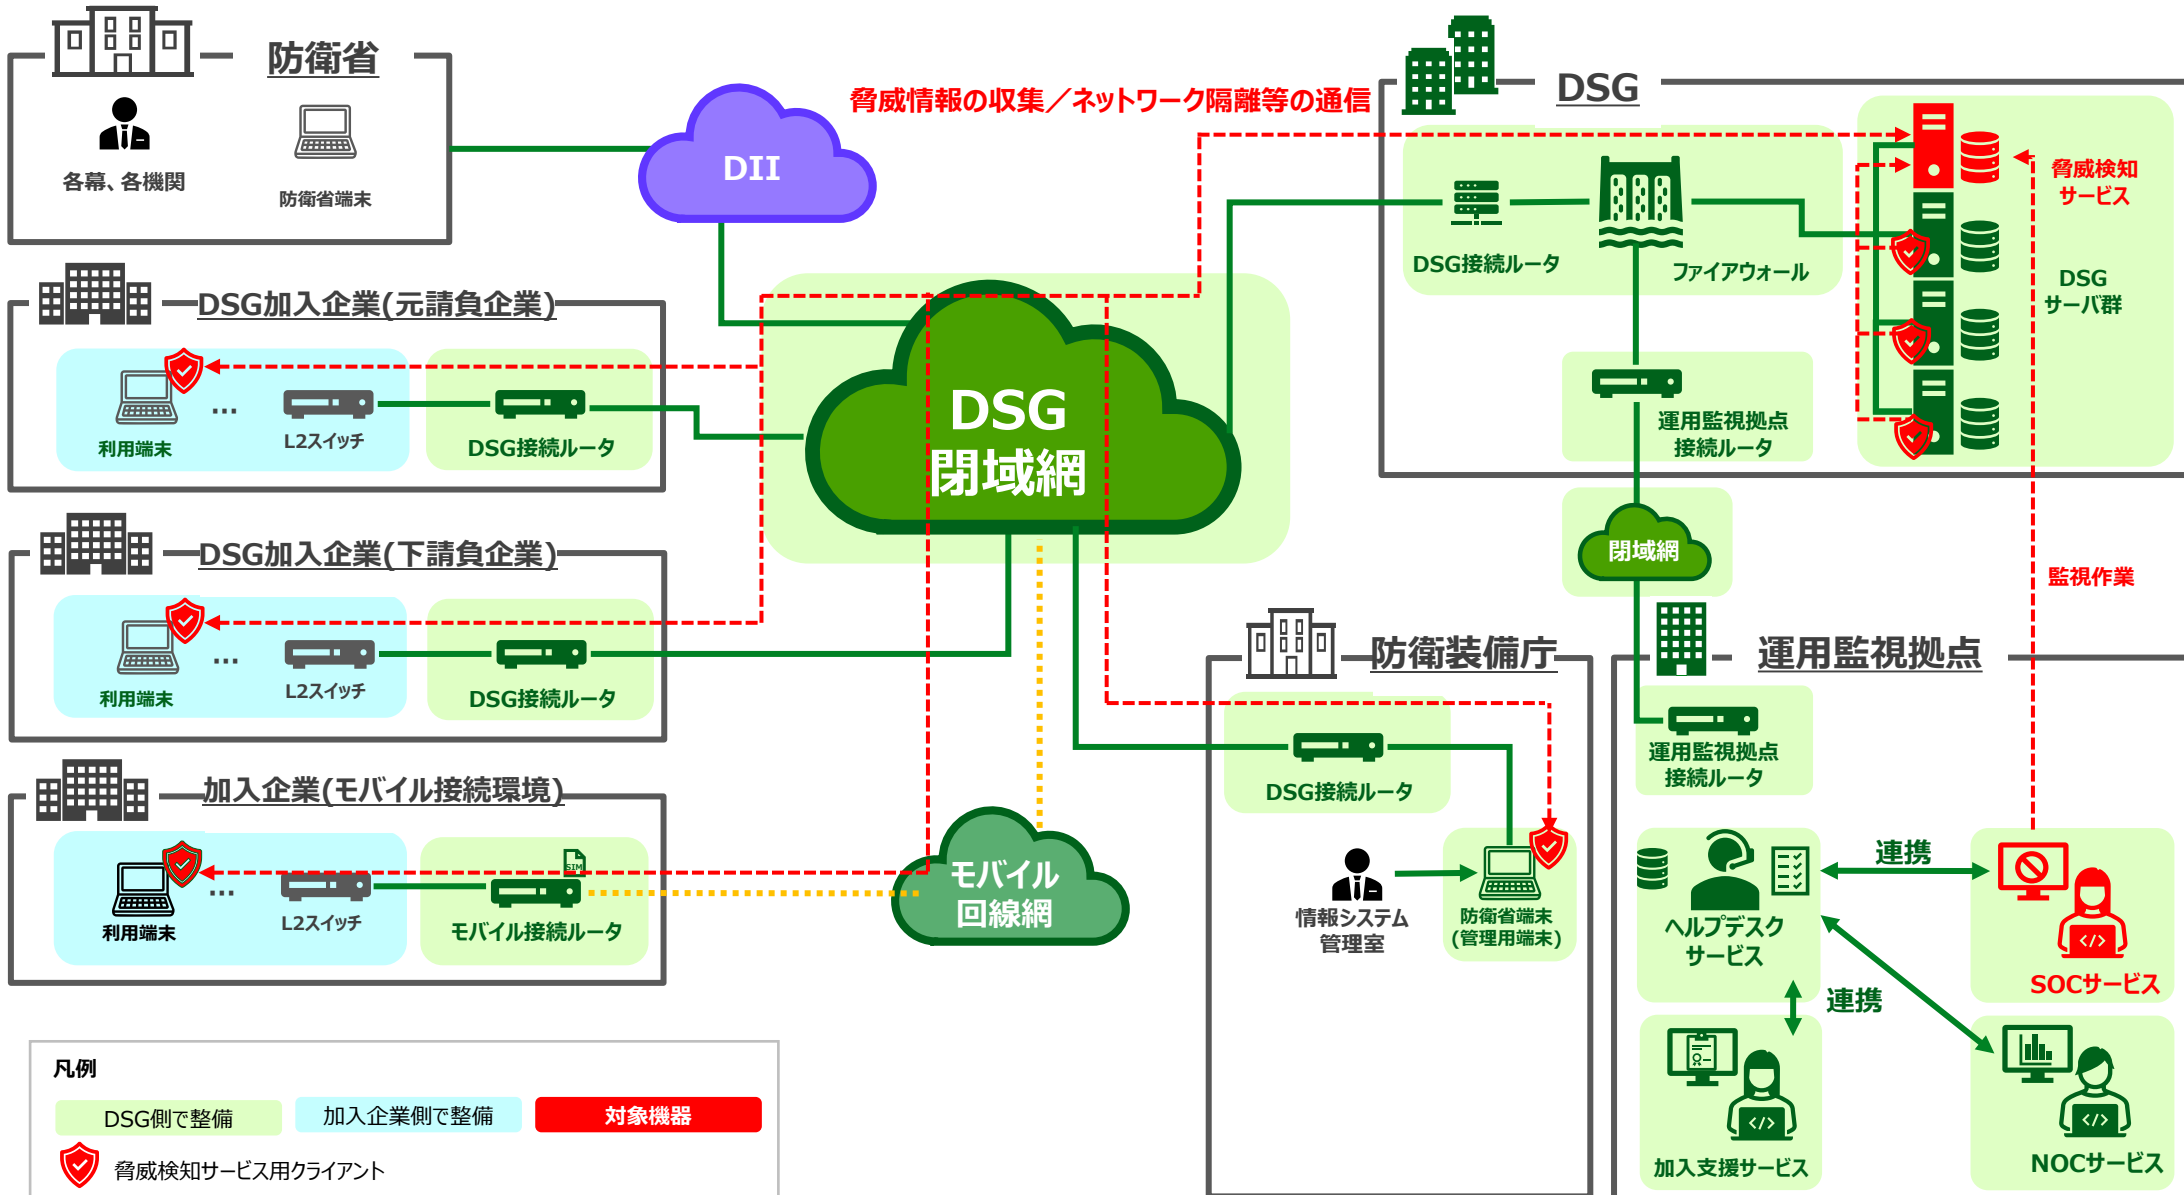 防衛省
各幕、各機関
防衛省端末
DII
脅威情報の収集／ネットワーク隔離等の通信
DSG
DSG接続ルータ
ファイアウォール
脅威検知
サービス
DSG
サーバ群
運用監視拠点
接続ルータ
閉域網
監視作業
DSG加入企業(元請負企業)
利用端末
…
L2スイッチ
DSG接続ルータ
DSG
閉域網
DSG加入企業(下請負企業)
利用端末
…
L2スイッチ
DSG接続ルータ
加入企業(モバイル接続環境)
利用端末
…
L2スイッチ
SIM
モバイル接続ルータ
モバイル
回線網
防衛装備庁
DSG接続ルータ
情報システム
管理室
防衛省端末
(管理用端末)
運用監視拠点
運用監視拠点
接続ルータ
ヘルプデスク
サービス
連携
SOCサービス
連携
加入支援サービス
NOCサービス
凡例
DSG側で整備
加入企業側で整備
対象機器
脅威検知サービス用クライアント